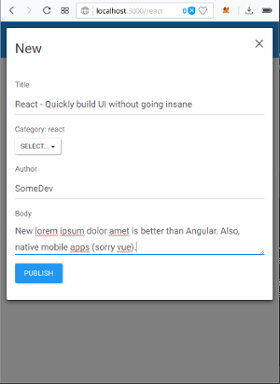 localhost:3000/react
0
New
Title
React - Quickly build UI without going insane
Category: react
SELECT...
Author
SomeDev
Body
New lorem ipsum dolor amet is better than Angular. Also,
native mobile apps (sorry vue).
PUBLISH